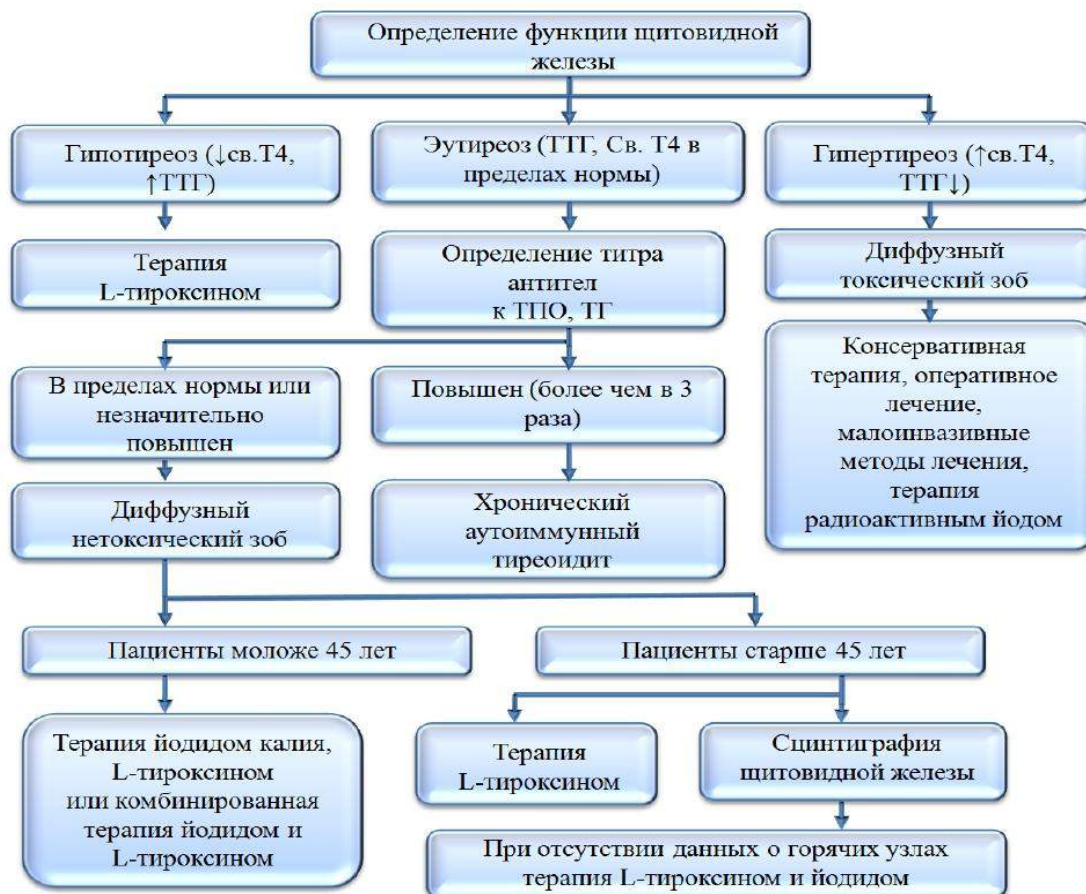 Определение функции щитовидной
железы
Гипотиреоз (↓св.Т4,
↑ТТГ)
Эутиреоз (ТТГ, Св. Т4 в
пределах нормы)
Гипертиреоз (↑св.Т4,
ТТГ↓)
Терапия
L-тироксином
Определение титра
антител
к ТПО, ТГ
Диффузный
токсический зоб
В пределах нормы или
незначительно
повышен
Повышен (более чем в 3
раза)
Консервативная
терапия, оперативное
лечение,
малоинвазивные
методы лечения,
терапия
радиоактивным йодом
Диффузный
нетоксический зоб
Хронический
аутоиммунный
тиреоидит
Пациенты моложе 45 лет
Пациенты старше 45 лет
Терапия йодидом калия,
L-тироксином
или комбинированная
терапия йодидом и
L-тироксином
Терапия
L-тироксином
Сцинтиграфия
щитовидной железы
При отсутствии данных о горячих узлах
терапия L-тироксином и йодидом